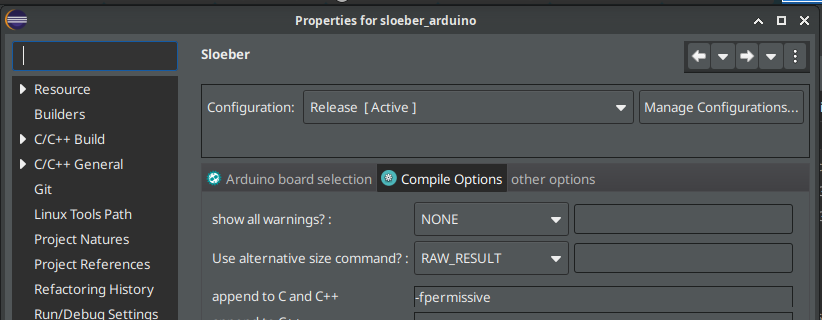 Properties for sloeber_arduino
Sloeber
Resource
Builders
C/C++ Build
C/C++ General
Git
Linux Tools Path
Project Natures
Project References
Refactoring History
Run/Debug Settings
Configuration: Release [ Active ] Manage Configurations...
Arduino board selection Compile Options other options
show all warnings? : NONE
Use alternative size command? : RAW_RESULT
append to C and C++ -fpermissive
append to C++